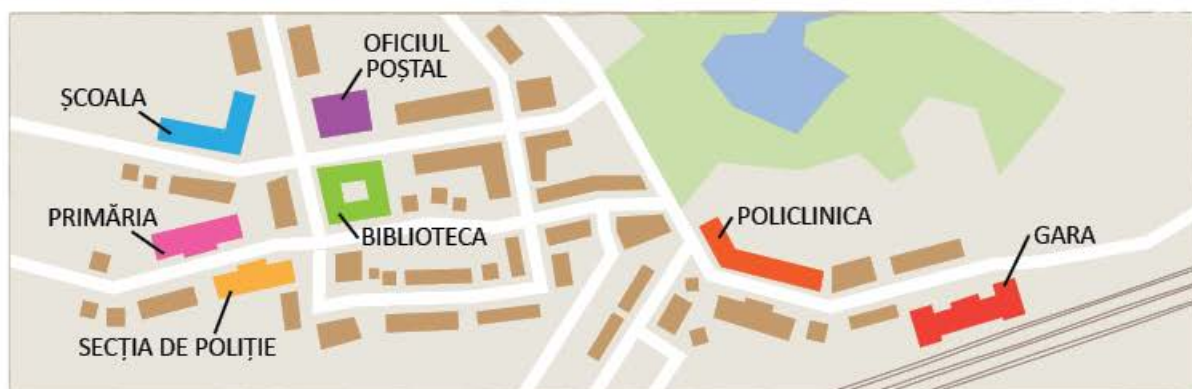 OFICIUL
POȘTAL
ȘCOALA
PRIMĂRIA
BIBLIOTECA
POLICLINICA
GARA
SECȚIA DE POLIȚIE